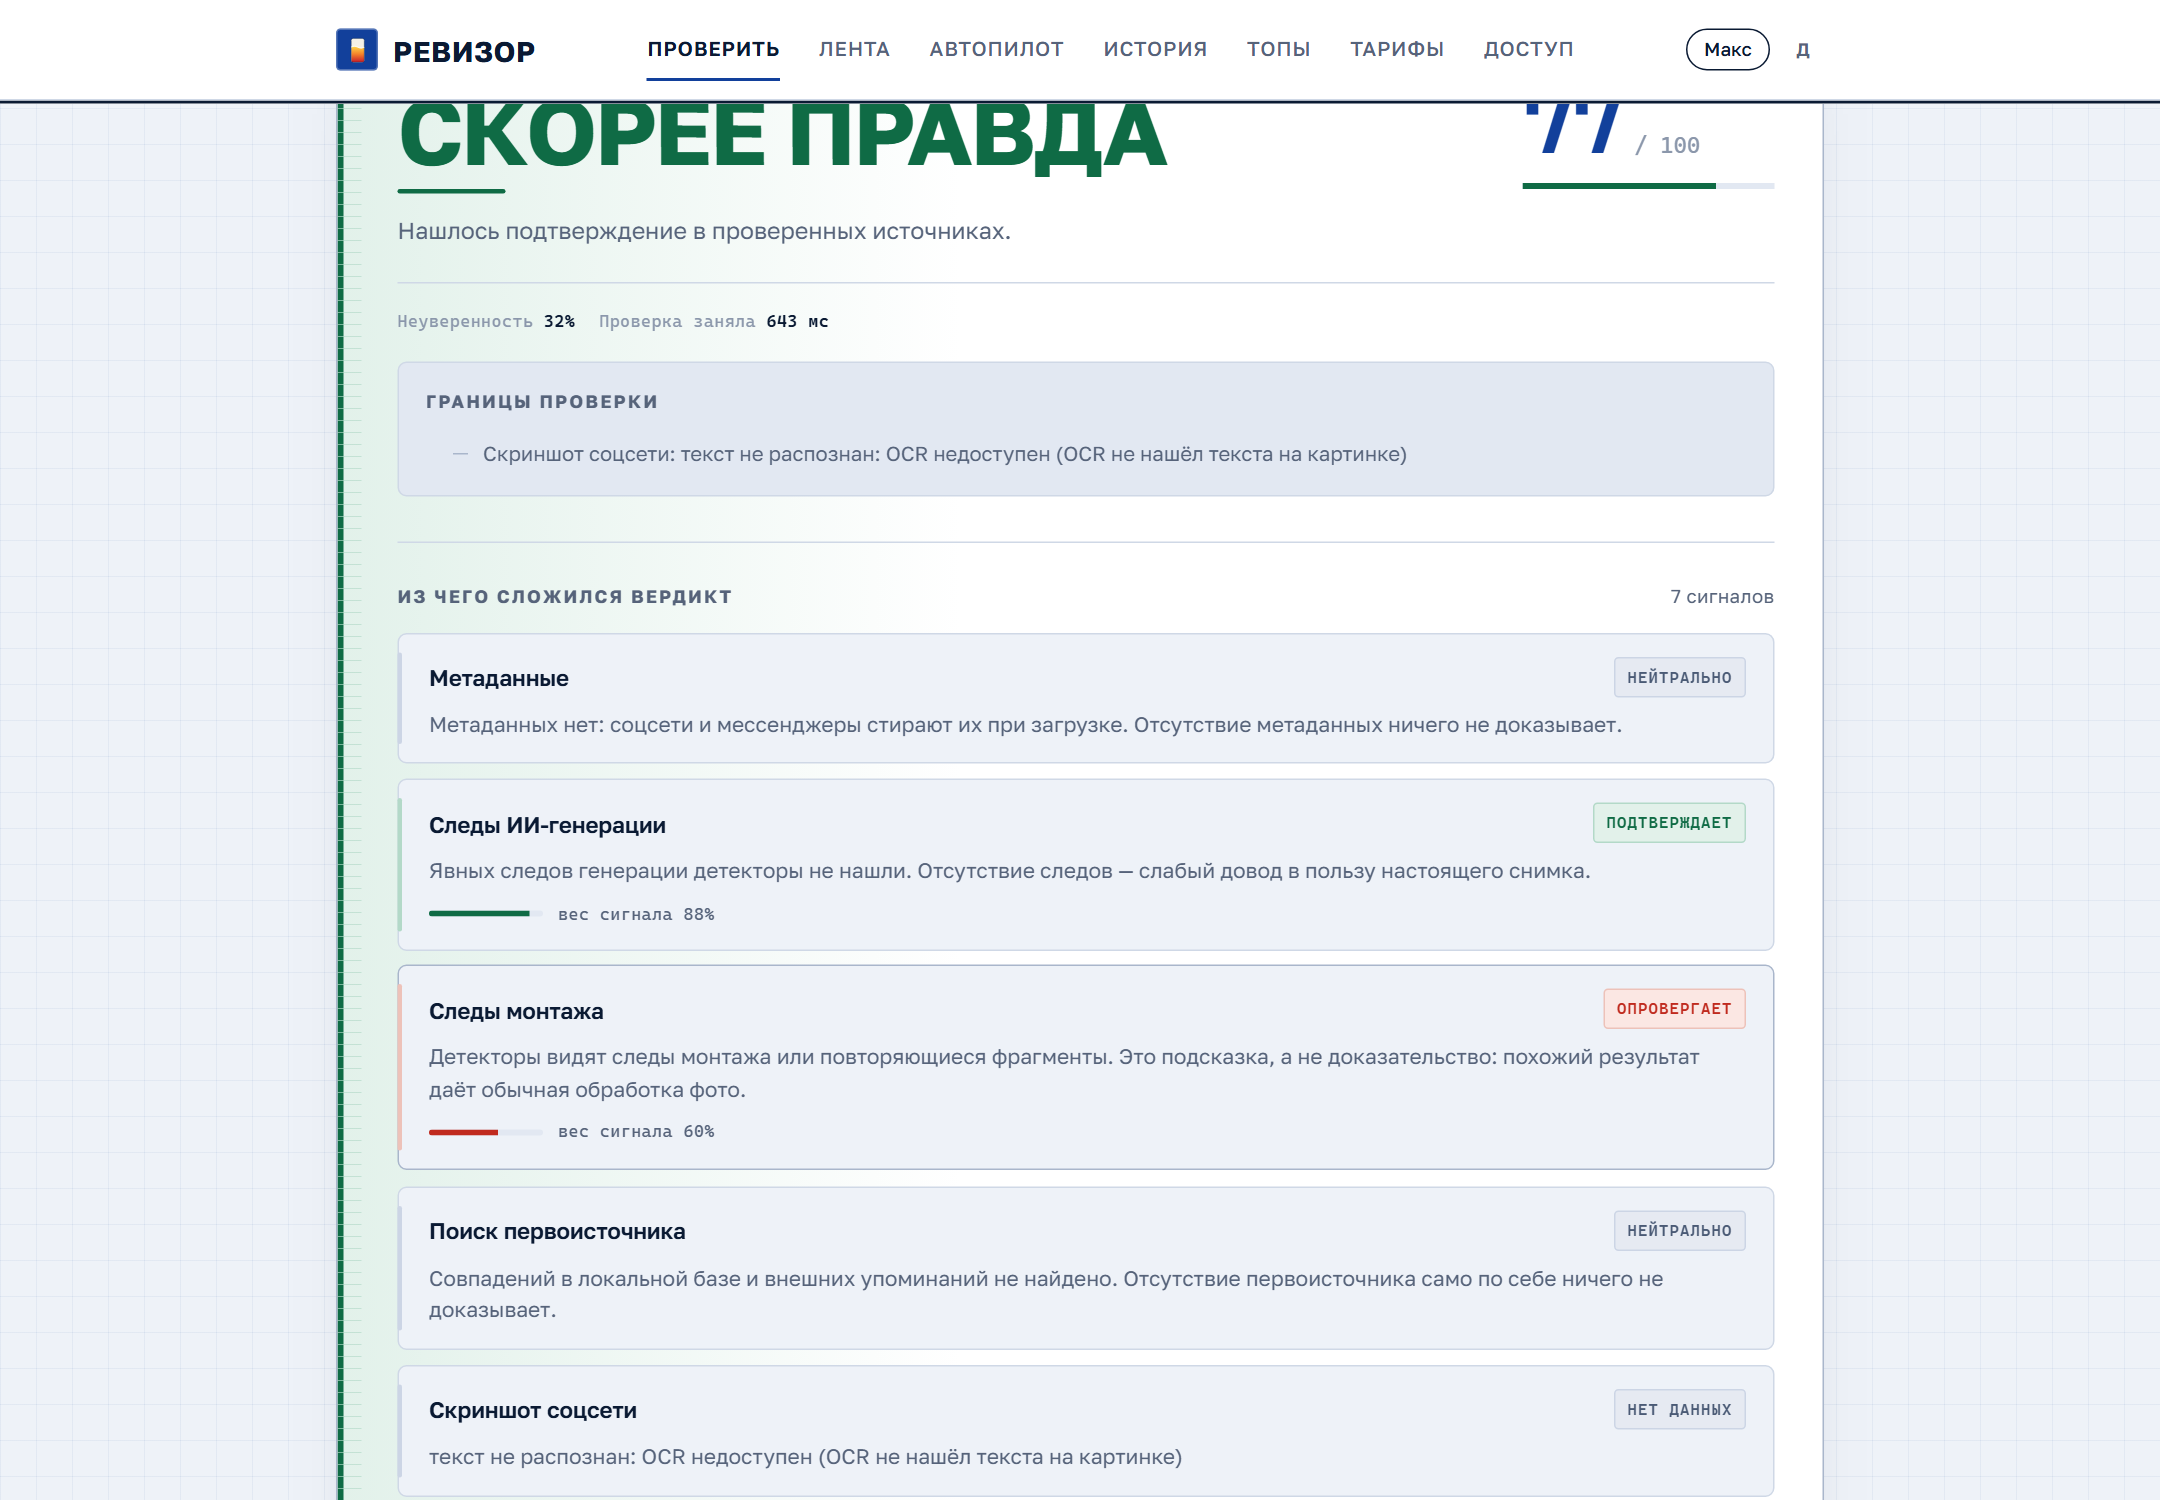 РЕВИЗОР
ПРОВЕРИТЬ ЛЕНТА АВТОПИЛОТ ИСТОРИЯ ТОПЫ ТАРИФЫ ДОСТУП
Макс Д
СКОРЕЕ ПРАВДА
77 / 100
Нашлось подтверждение в проверенных источниках.
Неуверенность 32% Проверка заняла 643 мс
ГРАНИЦЫ ПРОВЕРКИ
— Скриншот соцсети: текст не распознан: OCR недоступен (OCR не нашёл текста на картинке)
ИЗ ЧЕГО СЛОЖИЛСЯ ВЕРДИКТ
7 сигналов
Метаданные
НЕЙТРАЛЬНО
Метаданных нет: соцсети и мессенджеры стирают их при загрузке. Отсутствие метаданных ничего не доказывает.
Следы ИИ-генерации
ПОДТВЕРЖДАЕТ
Явных следов генерации детекторы не нашли. Отсутствие следов — слабый довод в пользу настоящего снимка.
вес сигнала 88%
Следы монтажа
ОПРОВЕРГАЕТ
Детекторы видят следы монтажа или повторяющиеся фрагменты. Это подсказка, а не доказательство: похожий результат
даёт обычная обработка фото.
вес сигнала 60%
Поиск первоисточника
НЕЙТРАЛЬНО
Совпадений в локальной базе и внешних упоминаний не найдено. Отсутствие первоисточника само по себе ничего не
доказывает.
Скриншот соцсети
НЕТ ДАННЫХ
текст не распознан: OCR недоступен (OCR не нашёл текста на картинке)